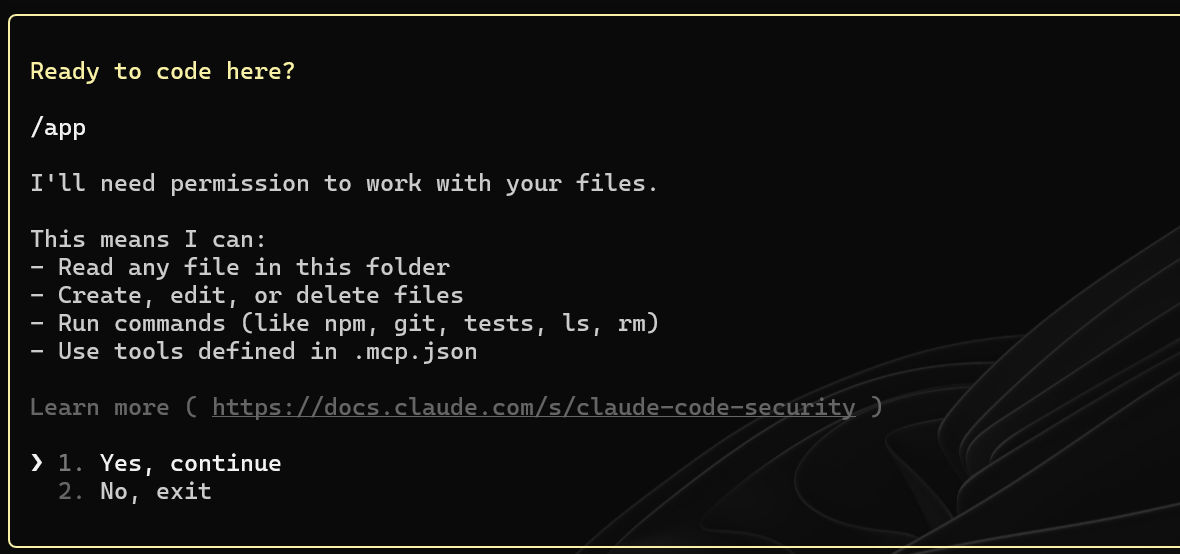 Ready to code here?
/app
I'll need permission to work with your files.
This means I can:
- Read any file in this folder
- Create, edit, or delete files
- Run commands (like npm, git, tests, ls, rm)
- Use tools defined in .mcp.json
Learn more ( https://docs.claude.com/s/claude-code-security )
❯ 1. Yes, continue
2. No, exit